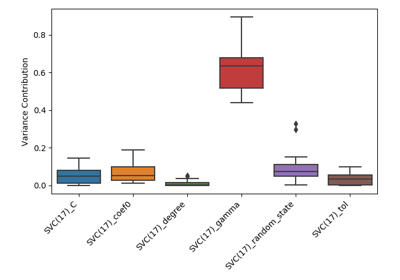 Variance Contribution
0.8
0.6
0.4
0.2
0.0
SVC(17)_C
SVC(17)_coef0
SVC(17)_degree
SVC(17)_gamma
SVC(17)_random_state
SVC(17)_tol